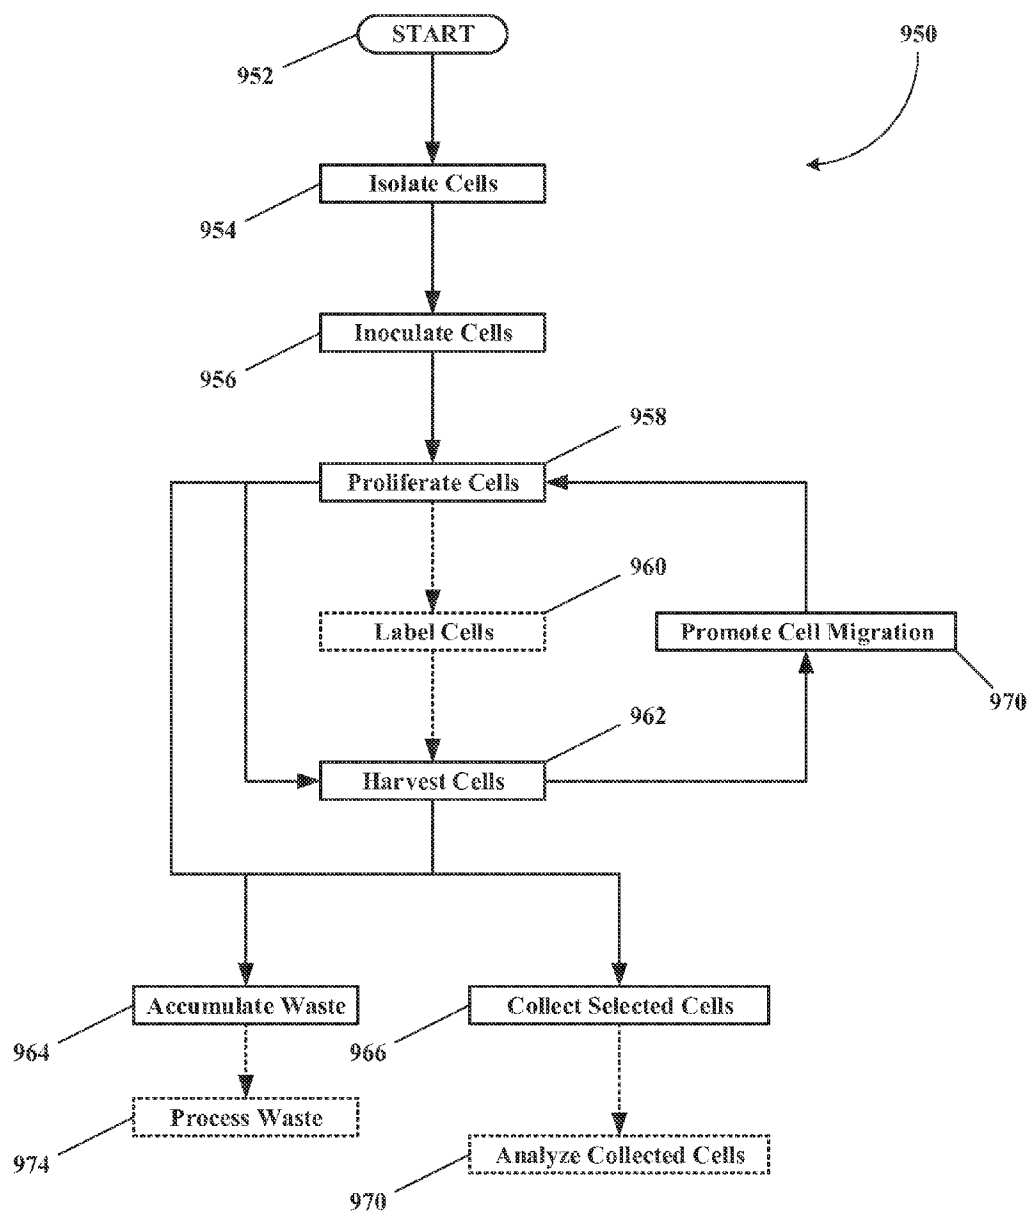 START
950
952
Isolate Cells
954
Inoculate Cells
956
958
Proliferate Cells
960
Label Cells
Promote Cell Migration
970
962
Harvest Cells
Accumulate Waste
Collect Selected Cells
964
966
Process Waste
974
Analyze Collected Cells
970